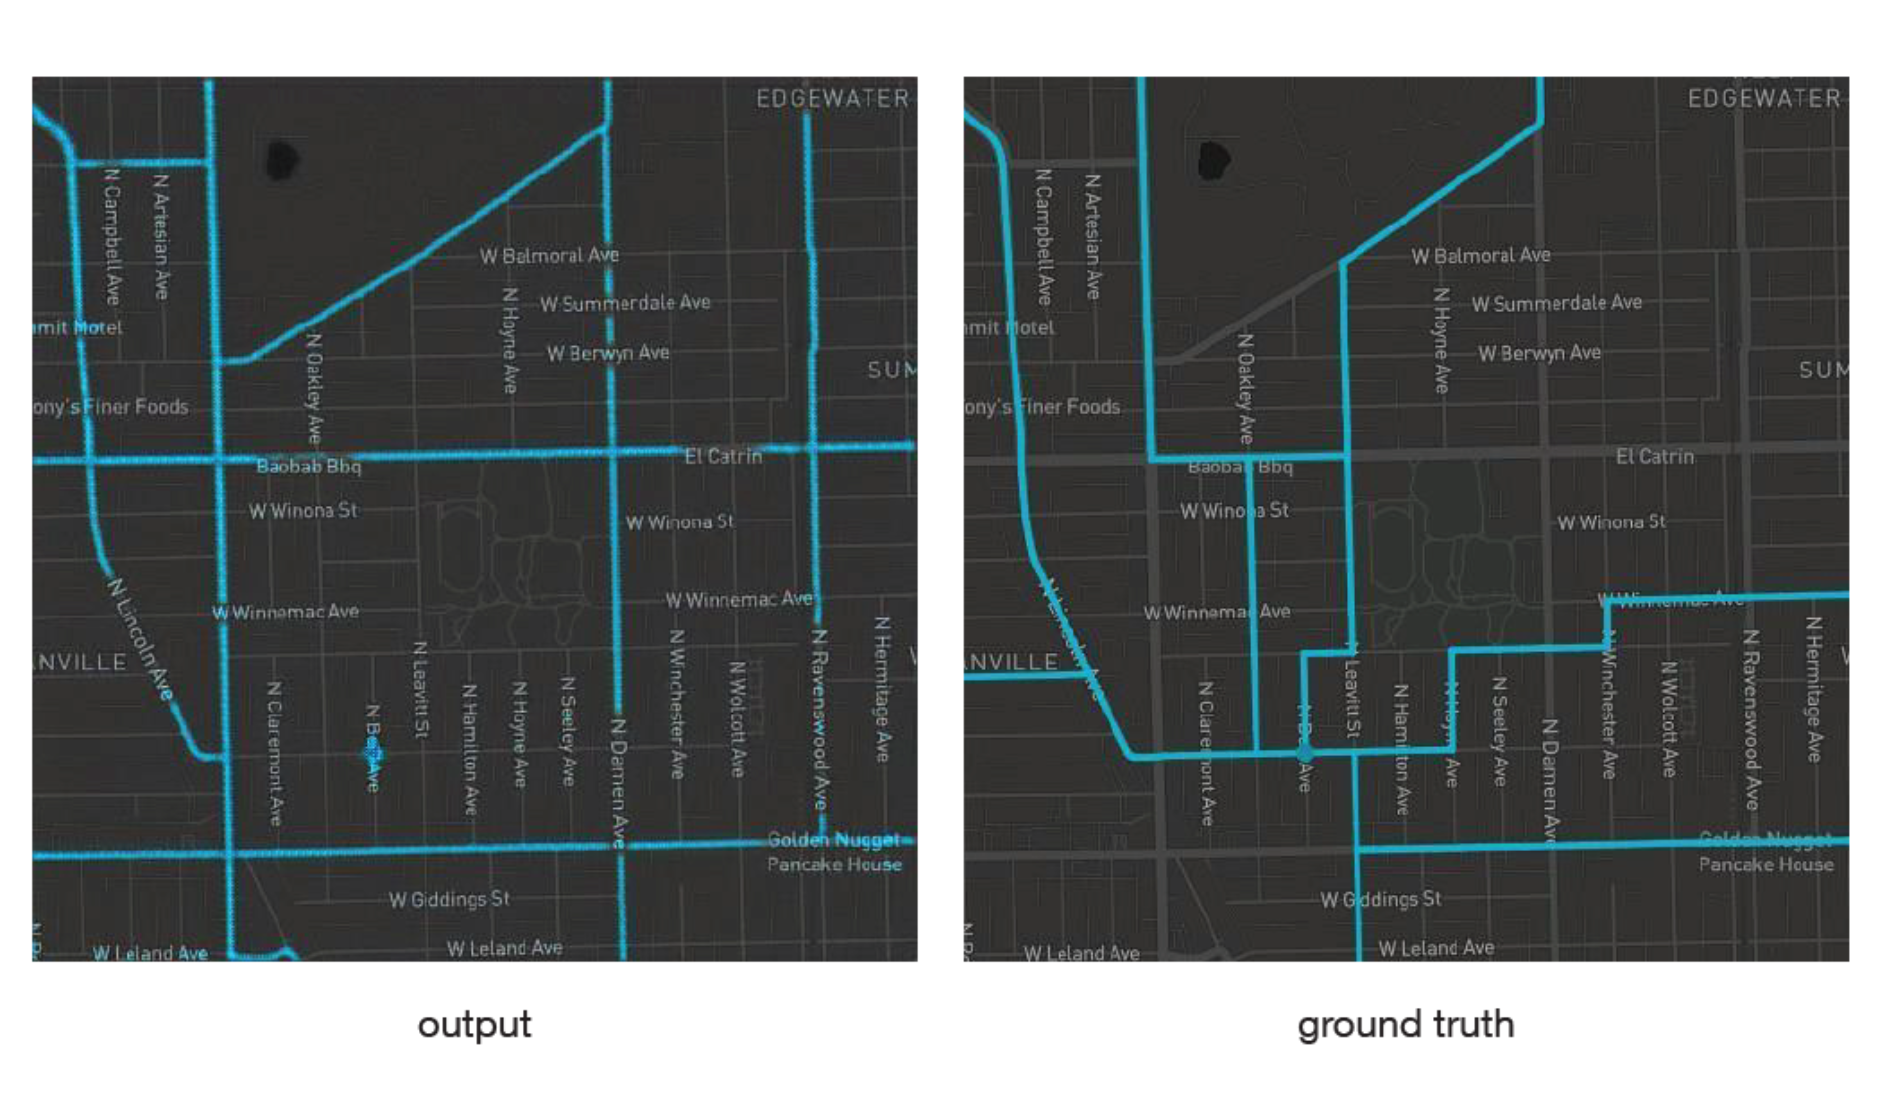 EDGEWATER
N Campbell Ave
N Artesian Ave
W Balmoral Ave
N Hoyne Ave
W Summerdale Ave
mit Motel
N Oakley Ave
W Berwyn Ave
SUM
ony's Finer Foods
El Catrin
Baobab Bbq
W Winona St
W Winona St
N Lincoln Ave
W Winnemac Ave
W Winnemac Ave
NVILLE
N Leavitt St
N Winchester Ave
N Ravenswood Ave
N Hermitage Ave
N Claremont Ave
N Hamilton Ave
N Hoyne Ave
N Seeley Ave
N Wolcott Ave
Ave
N Damen Ave
Golden Nugget
Pancake House
W Giddings St
W Leland Ave
W Leland Ave
output
EDGEWATER
N Campbell Ave
N Artesian Ave
W Balmoral Ave
N Hoyne Ave
W Summerdale Ave
mit Motel
N Oakley Ave
W Berwyn Ave
SUM
ony's Finer Foods
El Catrin
Baobab Bbq
W Winona St
W Winona St
N Lincoln Ave
W Winnemac Ave
W Winnemac Ave
NVILLE
N Leavitt St
N Winchester Ave
N Ravenswood Ave
N Hermitage Ave
N Claremont Ave
N Hamilton Ave
N Hoyne Ave
N Seeley Ave
N Wolcott Ave
Ave
N Damen Ave
Golden Nugget
Pancake House
W Giddings St
W Leland Ave
W Leland Ave
ground truth